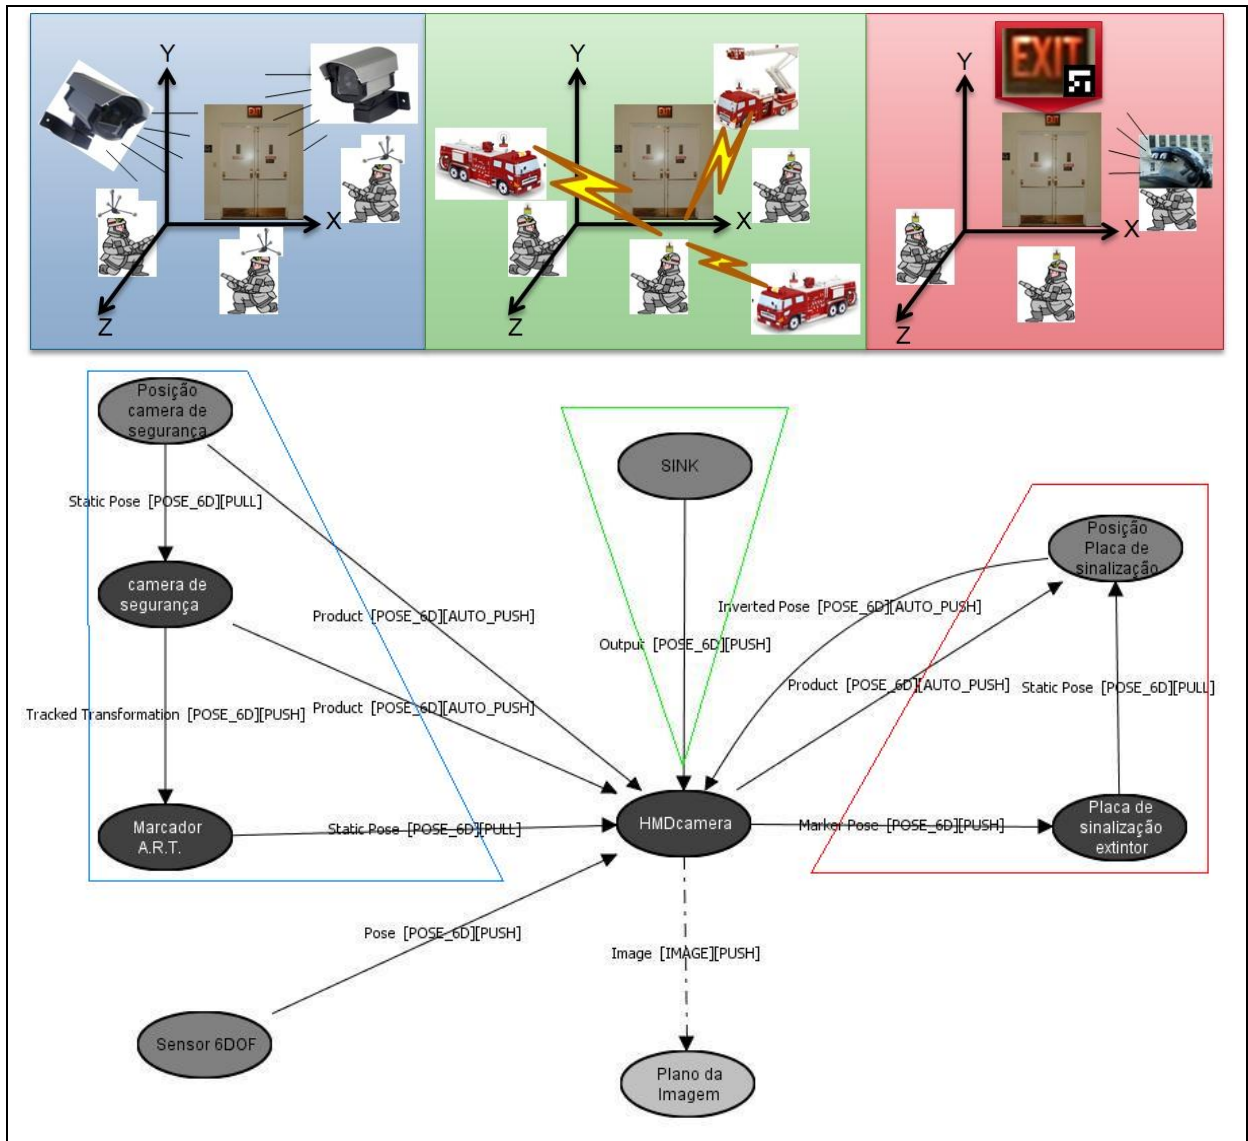 Y
X
Z
EXIT
Y
X
Z
EXIT
EXIT
Y
X
Z
Posição
camera de
segurança
SINK
Static Pose [POSE_6D][PULL]
Posição
Placa de
sinalização
camera de
segurança
Product [POSE_6D][AUTO_PUSH]
Inverted Pose [POSE_6D][AUTO_PUSH]
Output [POSE_6D][PUSH]
Tracked Transformation [POSE_6D][PUSH]
Product [POSE_6D][AUTO_PUSH]
Product [POSE_6D][AUTO_PUSH]
Static Pose [POSE_6D][PULL]
Marcador
A.R.T.
Static Pose [POSE_6D][PULL]
HMDcamera
Marker Pose [POSE_6D][PUSH]
Placa de
sinalização
extintor
Pose [POSE_6D][PUSH]
Image [IMAGE][PUSH]
Sensor 6DOF
Plano da
Imagem